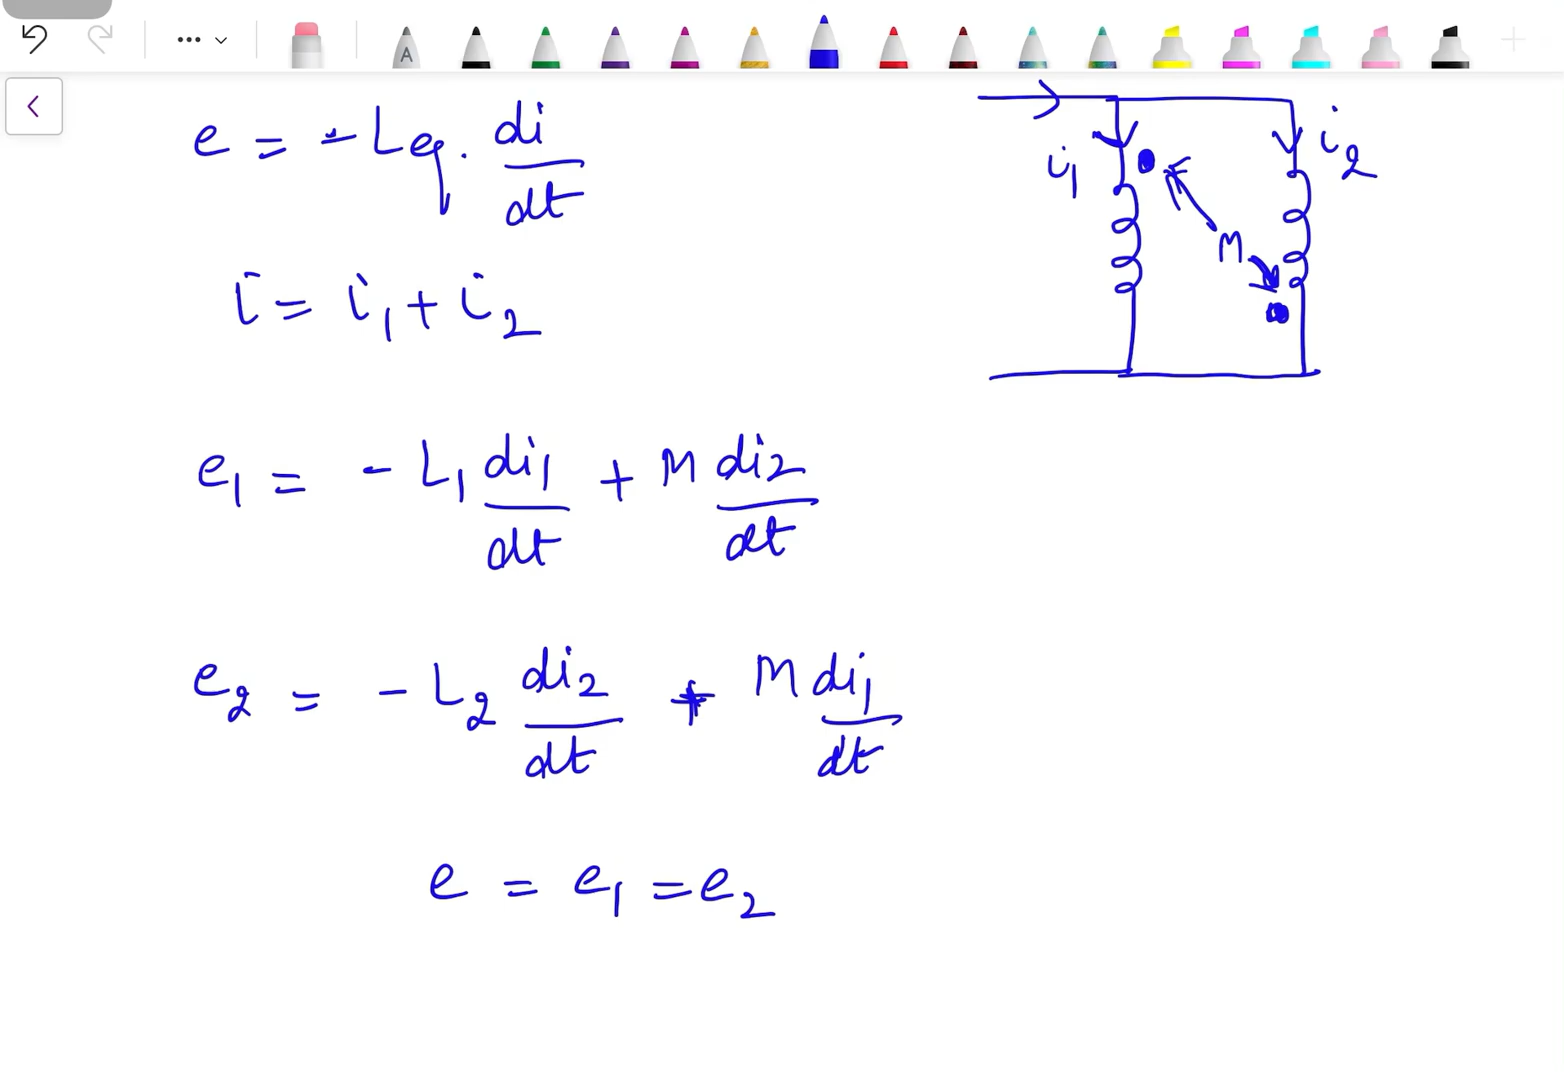 A
e = - Leq. di/dt
i = i₁ + i₂
e₁ = - L₁ di₁/dt + M di₂/dt
e₂ = - L₂ di₂/dt + M di₁/dt
e = e₁ = e₂
i₁
i₂
M